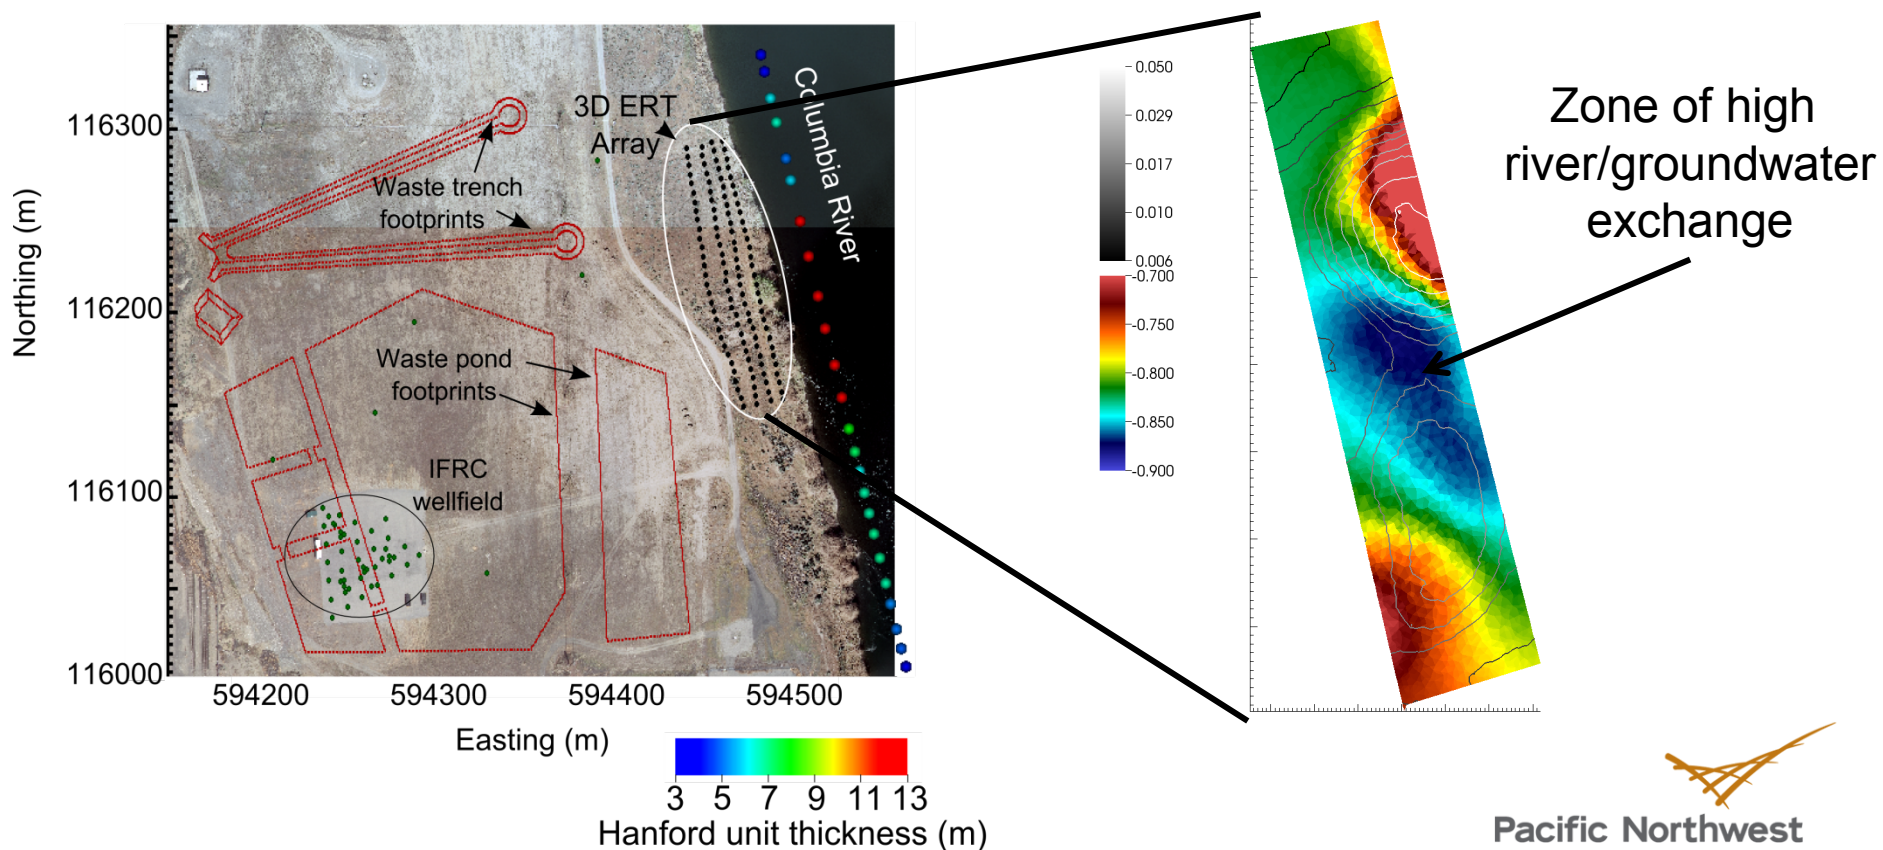 116300
116200
116100
116000
Northing (m)
594200
594300
594400
594500
Easting (m)
3D ERT
Array
Columbia River
Waste trench
footprints
Waste pond
footprints
IFRC
wellfield
3 5 7 9 11 13
Hanford unit thickness (m)
0.050
0.029
0.017
0.010
0.006
-0.700
-0.750
-0.800
-0.850
-0.900
Zone of high
river/groundwater
exchange
Pacific Northwest